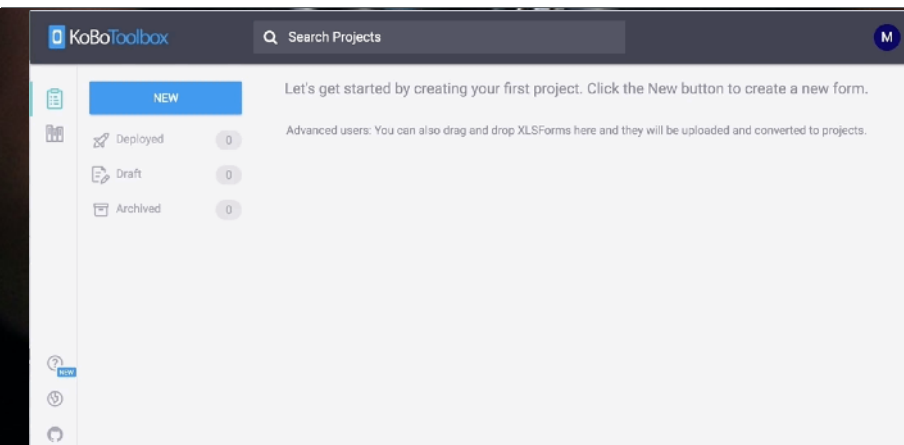 KoBoToolbox
Search Projects
M
NEW
Let's get started by creating your first project. Click the New button to create a new form.
Advanced users: You can also drag and drop XLSForms here and they will be uploaded and converted to projects.
Deployed 0
Draft 0
Archived 0
NEW